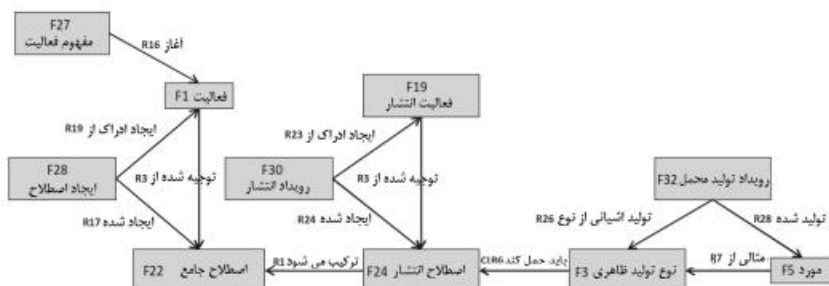 F27
مفهوم فعالیت
R16 آغاز
F19
فعالیت انتشار
F1 فعالیت
R19 ایجاد ادراک از
R23 ایجاد ادراک از
F28
ایجاد اصطلاح
R3 توجیه شده از
F30
رویداد انتشار
R3 توجیه شده از
F32 رویداد تولید محمل
R17 ایجاد شده
R24 ایجاد شده
R26 تولید اشیائی از نوع
R28 تولید شده
F22 اصطلاح جامع
R1 ترکیب می شود
F24 اصطلاح انتشار
CLR6 باید حمل کند
F3 نوع تولید ظاهری
R7 مثالی از
F5 مورد